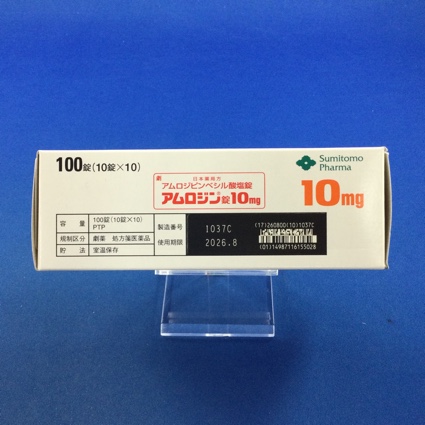 100錠(10錠×10)
劇
日本薬局方
アムロジピンベシル酸塩錠
アムロジン®錠10mg
Sumitomo
Pharma
10mg
容量 100錠(10錠×10)
PTP
規制区分 劇薬 処方箋医薬品
貯法 室温保存
製造番号 1037C
使用期限 2026.8
(17)260800(10)1037C
(01)14987116155028